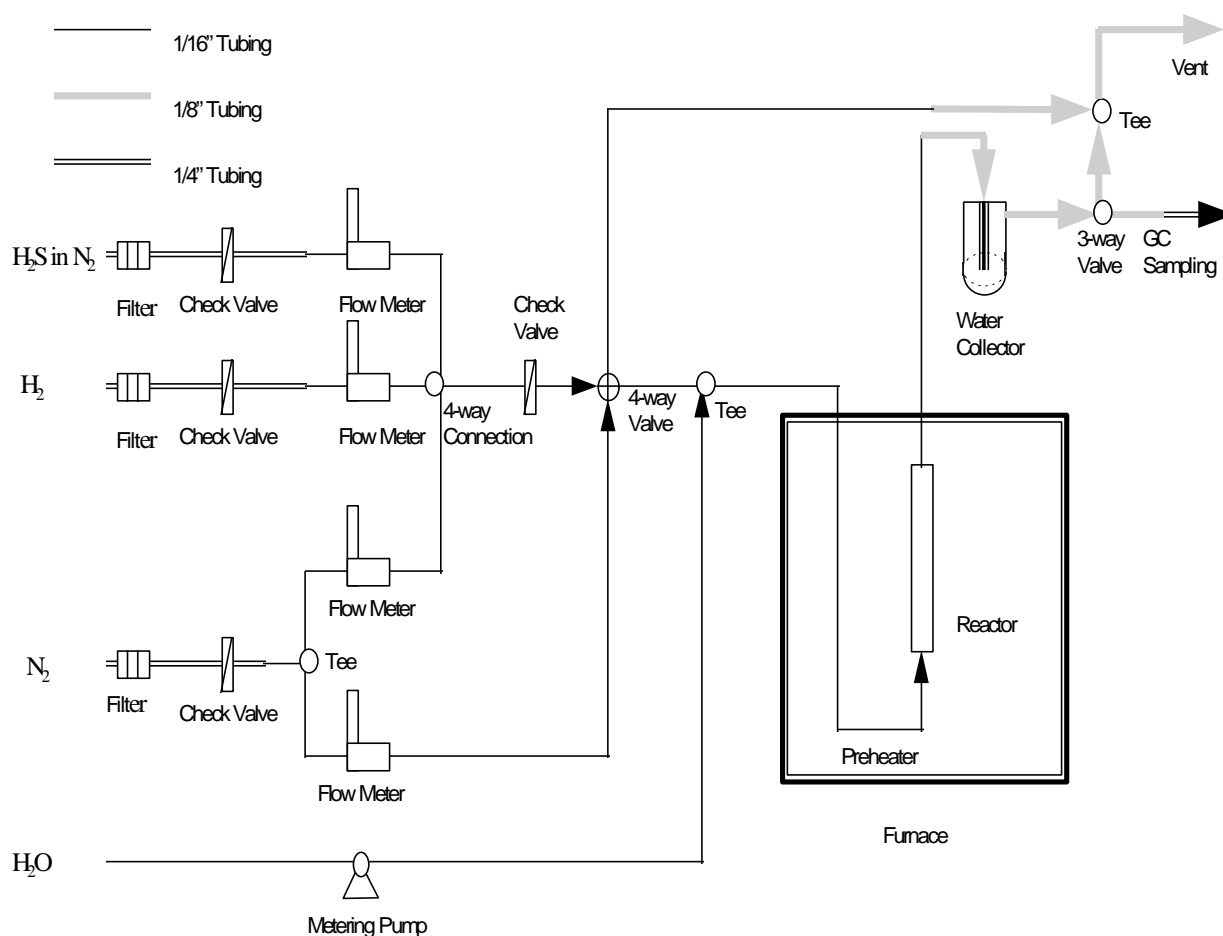 1/16” Tubing
1/8” Tubing
1/4” Tubing
Vent
Tee
H₂S in N₂
Filter
Check Valve
Flow Meter
Check
Valve
3-way
Valve
GC
Sampling
Water
Collector
H₂
Filter
Check Valve
Flow Meter
4-way
Connection
4-way
Valve
Tee
Flow Meter
Reactor
N₂
Tee
Filter
Check Valve
Flow Meter
Preheater
Furnace
H₂O
Metering Pump